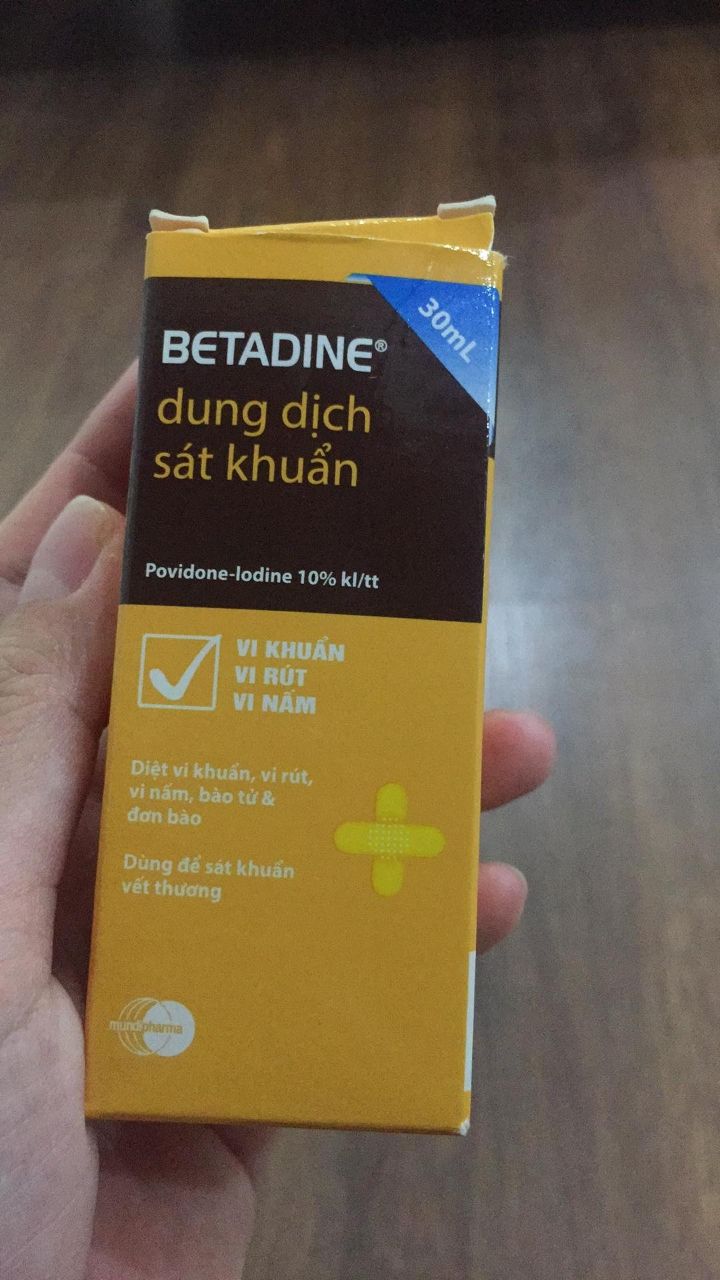 30mL
BETADINE®
dung dịch
sát khuẩn
Povidone-Iodine 10% kl/tt
VI KHUẨN
VI RÚT
VI NẤM
Diệt vi khuẩn, vi rút,
vi nấm, bào tử &
đơn bào
Dùng để sát khuẩn
vết thương
mundipharma